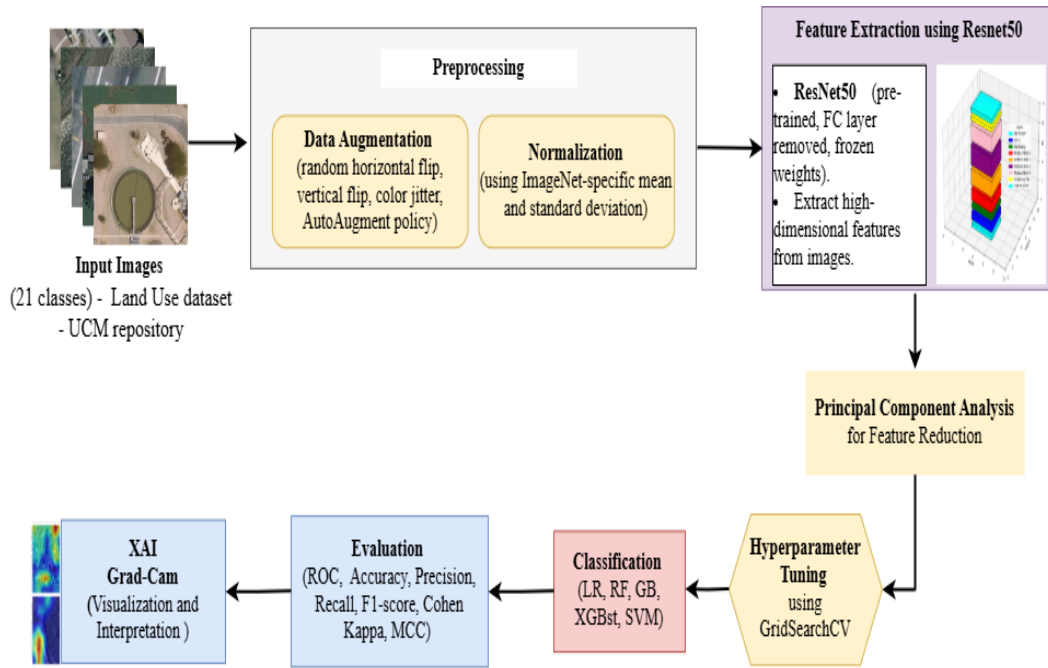 Input Images
(21 classes) - Land Use dataset
- UCM repository
Preprocessing
Data Augmentation
(random horizontal flip,
vertical flip, color jitter,
AutoAugment policy)
Normalization
(using ImageNet-specific mean
and standard deviation)
Feature Extraction using Resnet50
• ResNet50 (pre-
trained, FC layer
removed, frozen
weights).
• Extract high-
dimensional features
from images.
Principal Component Analysis
for Feature Reduction
Hyperparameter
Tuning
using
GridSearchCV
Classification
(LR, RF, GB,
XGBst, SVM)
Evaluation
(ROC, Accuracy, Precision,
Recall, F1-score, Cohen
Kappa, MCC)
XAI
Grad-Cam
(Visualization and
Interpretation )